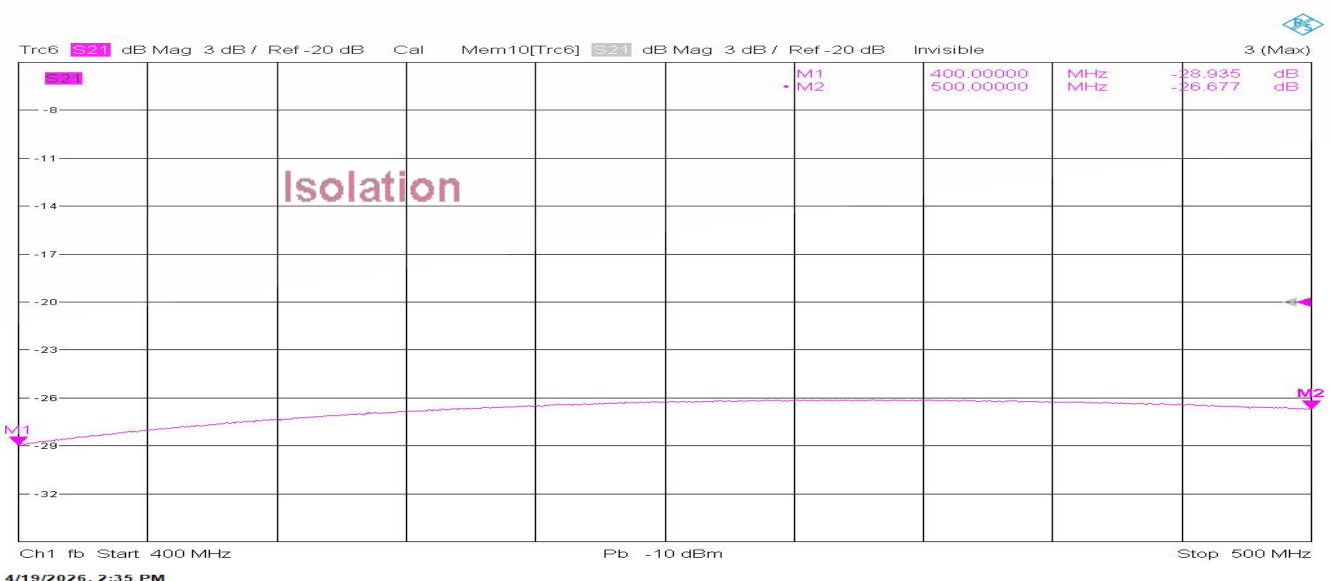 Trc6 S21 dB Mag 3 dB / Ref -20 dB Cal Mem10[Trc6] S21 dB Mag 3 dB / Ref -20 dB Invisible 3 (Max)
S21
M1 400.00000 MHz -28.935 dB
• M2 500.00000 MHz -26.677 dB
-8
-11
Isolation
-14
-17
-20
-23
-26
M2
M1
-29
-32
Ch1 fb Start 400 MHz Pb -10 dBm Stop 500 MHz
4/19/2026, 2:35 PM